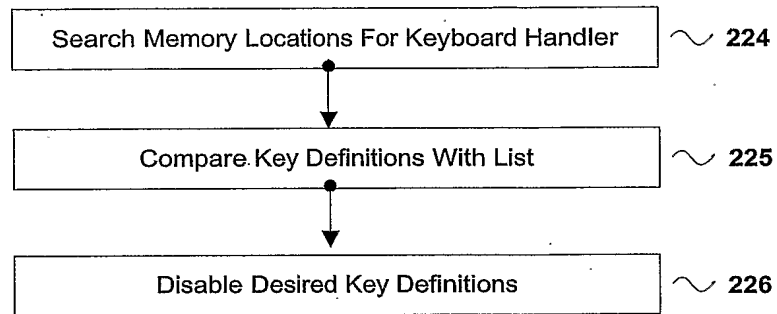 Search Memory Locations For Keyboard Handler 224
Compare Key Definitions With List 225
Disable Desired Key Definitions 226